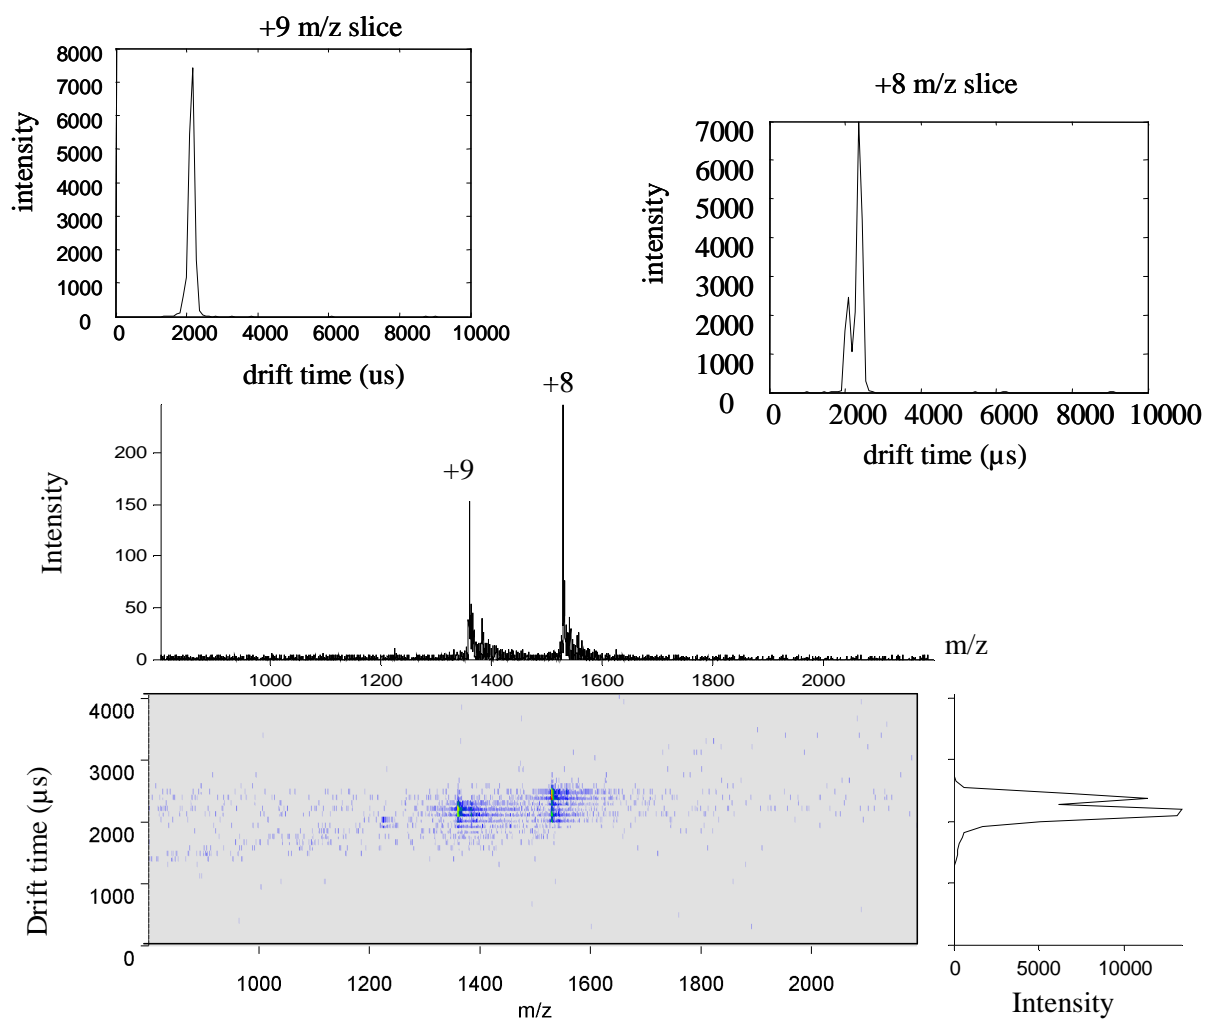 +9 m/z slice
8000
7000
6000
5000
4000
3000
2000
1000
0
intensity
0 2000 4000 6000 8000 10000
drift time (us)
+8 m/z slice
7000
6000
5000
4000
3000
2000
1000
0
intensity
0 2000 4000 6000 8000 10000
drift time (µs)
+8
+9
200
150
100
50
0
Intensity
m/z
1000 1200 1400 1600 1800 2000
4000
3000
2000
1000
0
Drift time (µs)
1000 1200 1400 1600 1800 2000
m/z
0 5000 10000
Intensity